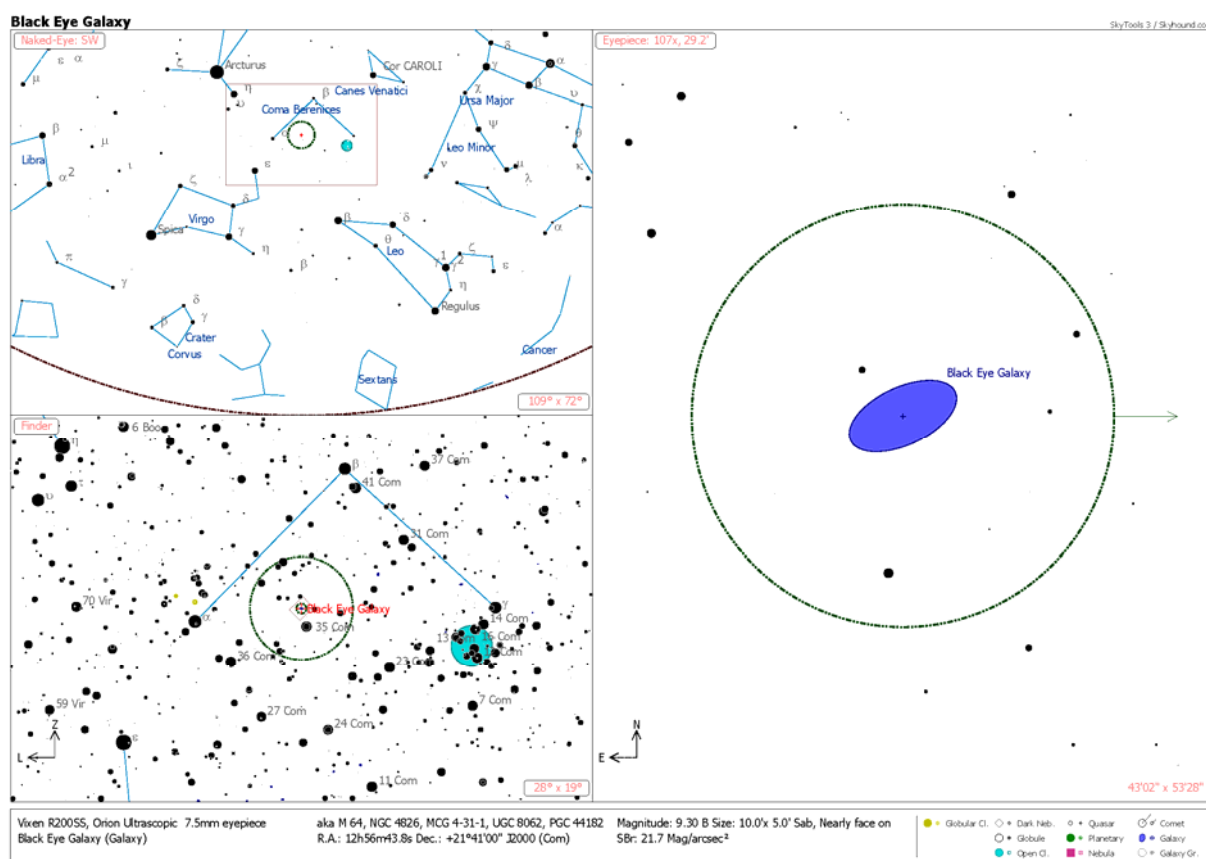 Black Eye Galaxy
SkyTools 3 / Skyhound.co
Naked-Eye: SW
ε α
μ
ζ
Arcturus
η
υ
Cor CAROLI
Canes Venatici
β
Coma Berenices
α
δ
γ
α
β
χ
Ursa Major
υ
ψ
θ
Leo Minor
μ
κ
ν
λ
β
μ
Libra
ι
α2
ε
ζ
δ
Virgo
Spica
γ
η
β
δ
α
θ
Leo
ζ
1
γ 2
ε
π
β
η
γ
Regulus
δ
β
γ
Crater
Corvus
Cancer
Sextans
109° x 72°
Finder
6 Boo
η
β
37 Com
τ
41 Com
υ
31 Com
70 Vir
Black Eye Galaxy
γ
α
35 Com
14 Com
13 Com
16 Com
36 Com
23 Com
59 Vir
7 Com
27 Com
24 Com
ε
Z
L
11 Com
28° x 19°
Eyepiece: 107x, 29.2'
Black Eye Galaxy
N
E
43'02" x 53'28"
Vixen R200SS, Orion Ultrascopic 7.5mm eyepiece
Black Eye Galaxy (Galaxy)
aka M 64, NGC 4826, MCG 4-31-1, UGC 8062, PGC 44182
R.A.: 12h56m43.8s Dec.: +21°41'00" J2000 (Com)
Magnitude: 9.30 B Size: 10.0'x 5.0' Sab, Nearly face on
SBr: 21.7 Mag/arcsec²
Globular Cl.
Dark Neb.
Quasar
Comet
Globule
Planetary
Galaxy
Open Cl.
Nebula
Galaxy Gr.